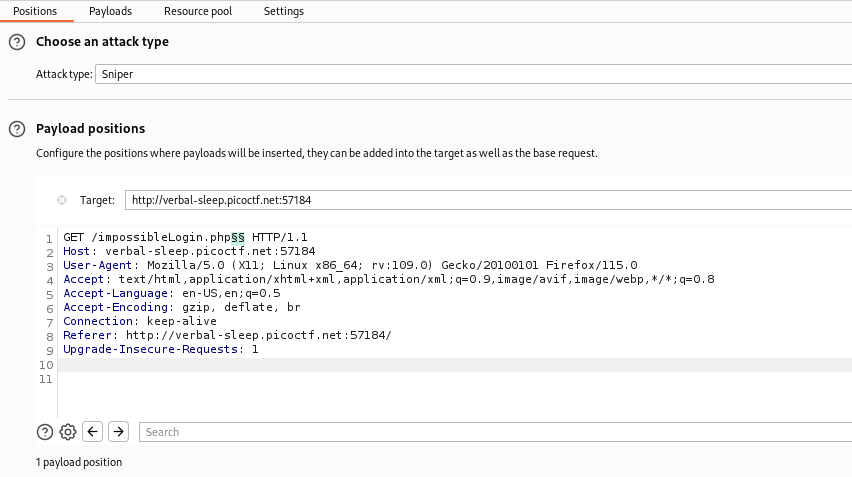 Positions Payloads Resource pool Settings
Choose an attack type
Attack type: Sniper
Payload positions
Configure the positions where payloads will be inserted, they can be added into the target as well as the base request.
Target: http://verbal-sleep.picoctf.net:57184
1 GET /impossibleLogin.php§§ HTTP/1.1
2 Host: verbal-sleep.picoctf.net:57184
3 User-Agent: Mozilla/5.0 (X11; Linux x86_64; rv:109.0) Gecko/20100101 Firefox/115.0
4 Accept: text/html,application/xhtml+xml,application/xml;q=0.9,image/avif,image/webp,*/*;q=0.8
5 Accept-Language: en-US,en;q=0.5
6 Accept-Encoding: gzip, deflate, br
7 Connection: keep-alive
8 Referer: http://verbal-sleep.picoctf.net:57184/
9 Upgrade-Insecure-Requests: 1
10
11
Search
1 payload position